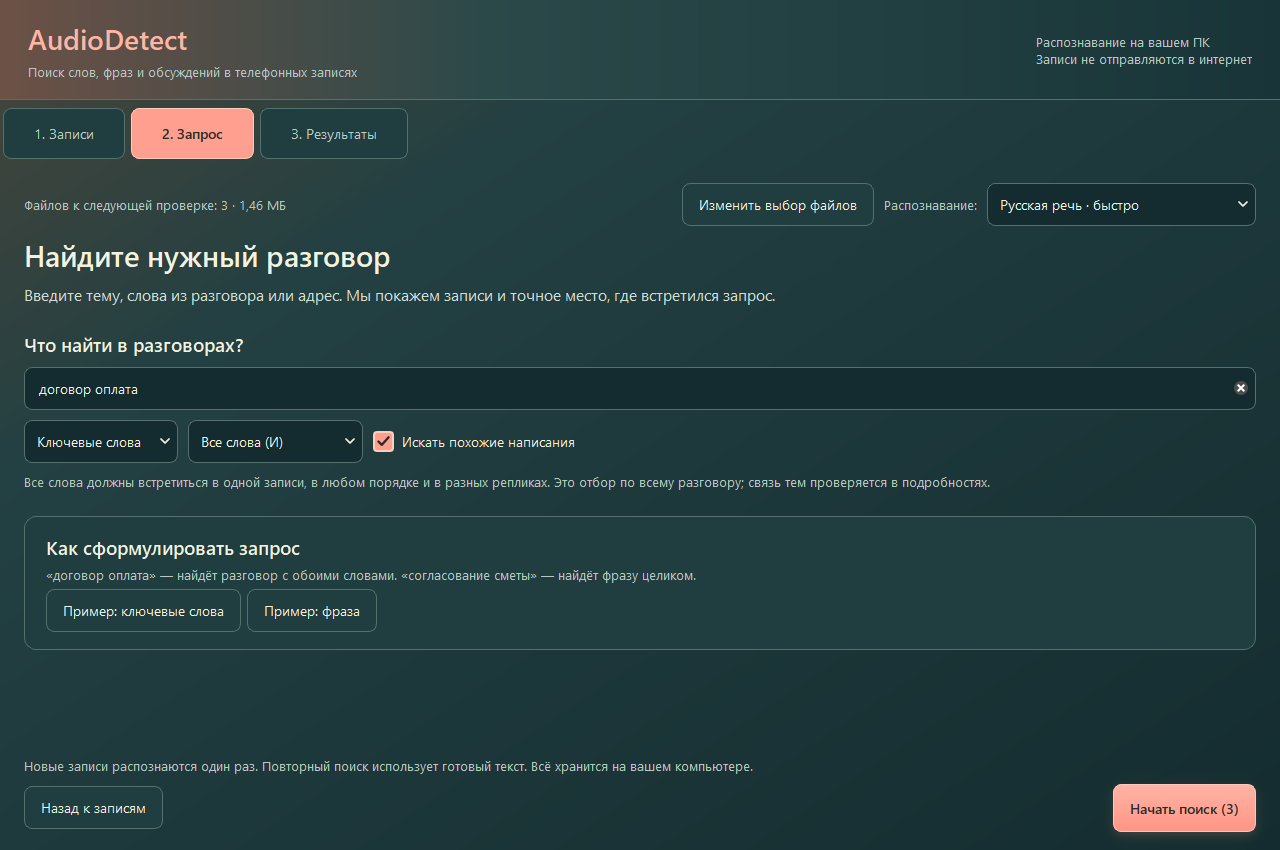 AudioDetect
Поиск слов, фраз и обсуждений в телефонных записях
Распознавание на вашем ПК
Записи не отправляются в интернет
1. Записи
2. Запрос
3. Результаты
Файлов к следующей проверке: 3 · 1,46 МБ
Изменить выбор файлов
Распознавание:
Русская речь · быстро
Найдите нужный разговор
Введите тему, слова из разговора или адрес. Мы покажем записи и точное место, где встретился запрос.
Что найти в разговорах?
договор оплата
Ключевые слова
Все слова (И)
Искать похожие написания
Все слова должны встретиться в одной записи, в любом порядке и в разных репликах. Это отбор по всему разговору; связь тем проверяется в подробностях.
Как сформулировать запрос
«договор оплата» — найдёт разговор с обоими словами. «согласование сметы» — найдёт фразу целиком.
Пример: ключевые слова
Пример: фраза
Новые записи распознаются один раз. Повторный поиск использует готовый текст. Всё хранится на вашем компьютере.
Назад к записям
Начать поиск (3)